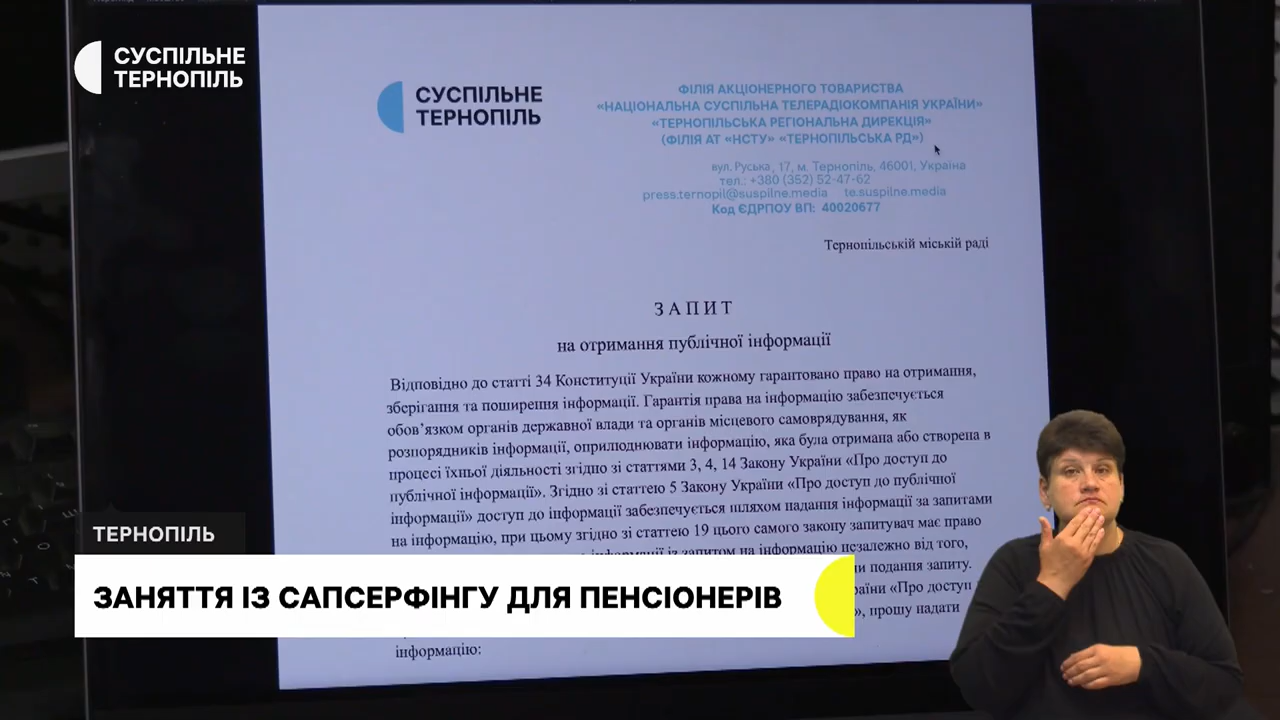 СУСПІЛЬНЕ
ТЕРНОПІЛЬ
СУСПІЛЬНЕ
ТЕРНОПІЛЬ
ФІЛІЯ АКЦІОНЕРНОГО ТОВАРИСТВА
«НАЦІОНАЛЬНА СУСПІЛЬНА ТЕЛЕРАДІОКОМПАНІЯ УКРАЇНИ»
«ТЕРНОПІЛЬСЬКА РЕГІОНАЛЬНА ДИРЕКЦІЯ»
(ФІЛІЯ АТ «НСТУ» «ТЕРНОПІЛЬСЬКА РД»)
вул. Руська, 17, м. Тернопіль, 46001, Україна
тел.: +380 (352) 52-47-62
press.ternopil@suspilne.media te.suspilne.media
Код ЄДРПОУ ВП: 40020677
Тернопільській міській раді
ЗАПИТ
на отримання публічної інформації
Відповідно до статті 34 Конституції України кожному гарантовано право на отримання,
зберігання та поширення інформації. Гарантія права на інформацію забезпечується
обов’язком органів державної влади та органів місцевого самоврядування, як
розпорядників інформації, оприлюднювати інформацію, яка була отримана або створена в
процесі їхньої діяльності згідно зі статтями 3, 4, 14 Закону України «Про доступ до
публічної інформації». Згідно зі статтею 5 Закону України «Про доступ до публічної
інформації» доступ до інформації забезпечується шляхом надання інформації за запитами
на інформацію, при цьому згідно зі статтею 19 цього самого закону запитувач має право
інформації із запитом на інформацію незалежно від того,
подання запиту.
«Про доступ
прошу надати
інформацію:
ТЕРНОПІЛЬ
ЗАНЯТТЯ ІЗ САПСЕРФІНГУ ДЛЯ ПЕНСІОНЕРІВ